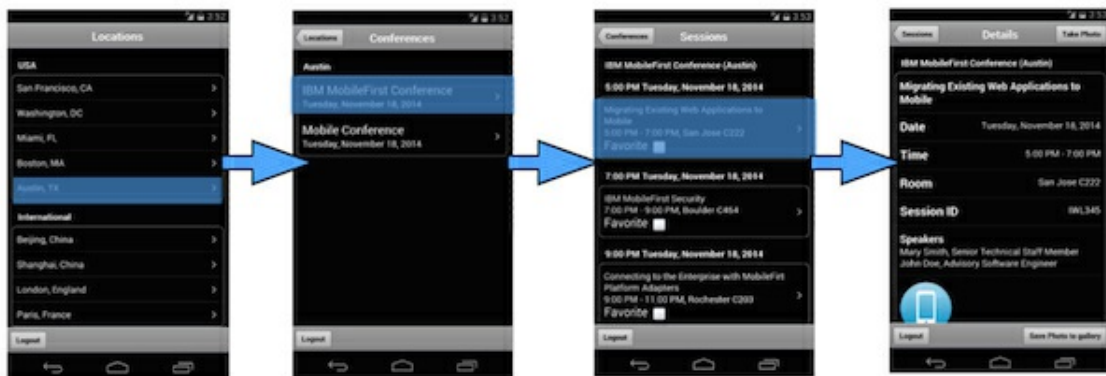 3:52
Locations
USA
San Francisco, CA
Washington, DC
Miami, FL
Boston, MA
Austin, TX
International
Beijing, China
Shanghai, China
London, England
Paris, France
Logout
3:53
Locations
Conferences
Austin
IBM MobileFirst Conference
Tuesday, November 18, 2014
Mobile Conference
Tuesday, November 18, 2014
Logout
3:53
Conferences
Sessions
IBM MobileFirst Conference (Austin)
5:00 PM Tuesday, November 18, 2014
Migrating Existing Web Applications to
Mobile
5:00 PM - 7:00 PM, San Jose C222
Favorite
7:00 PM Tuesday, November 18, 2014
IBM MobileFirst Security
7:00 PM - 9:00 PM, Boulder C454
Favorite
9:00 PM Tuesday, November 18, 2014
Connecting to the Enterprise with MobileFirt
Platform Adapters
9:00 PM - 11:00 PM, Rochester C203
Favorite
Logout
3:53
Sessions
Details
Take Photo
IBM MobileFirst Conference (Austin)
Migrating Existing Web Applications to
Mobile
Date Tuesday, November 18, 2014
Time 5:00 PM - 7:00 PM
Room San Jose C222
Session ID IWL345
Speakers
Mary Smith, Senior Technical Staff Member
John Doe, Advisory Software Engineer
Logout
Save Photo to gallery